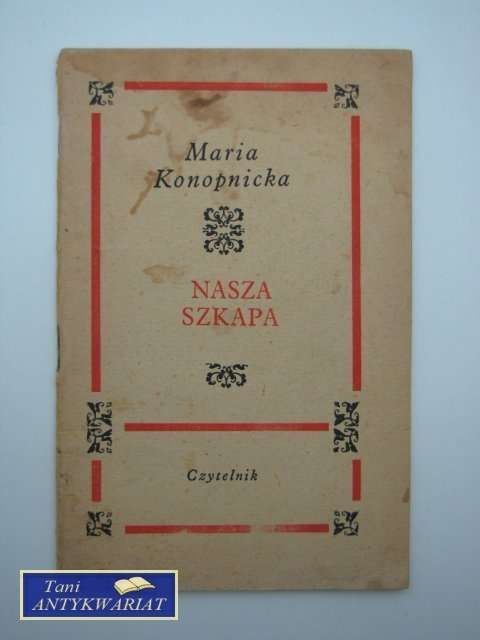 Maria
Konopnicka
NASZA
SZKAPA
Czytelnik
Tani
ANTYKWARIAT